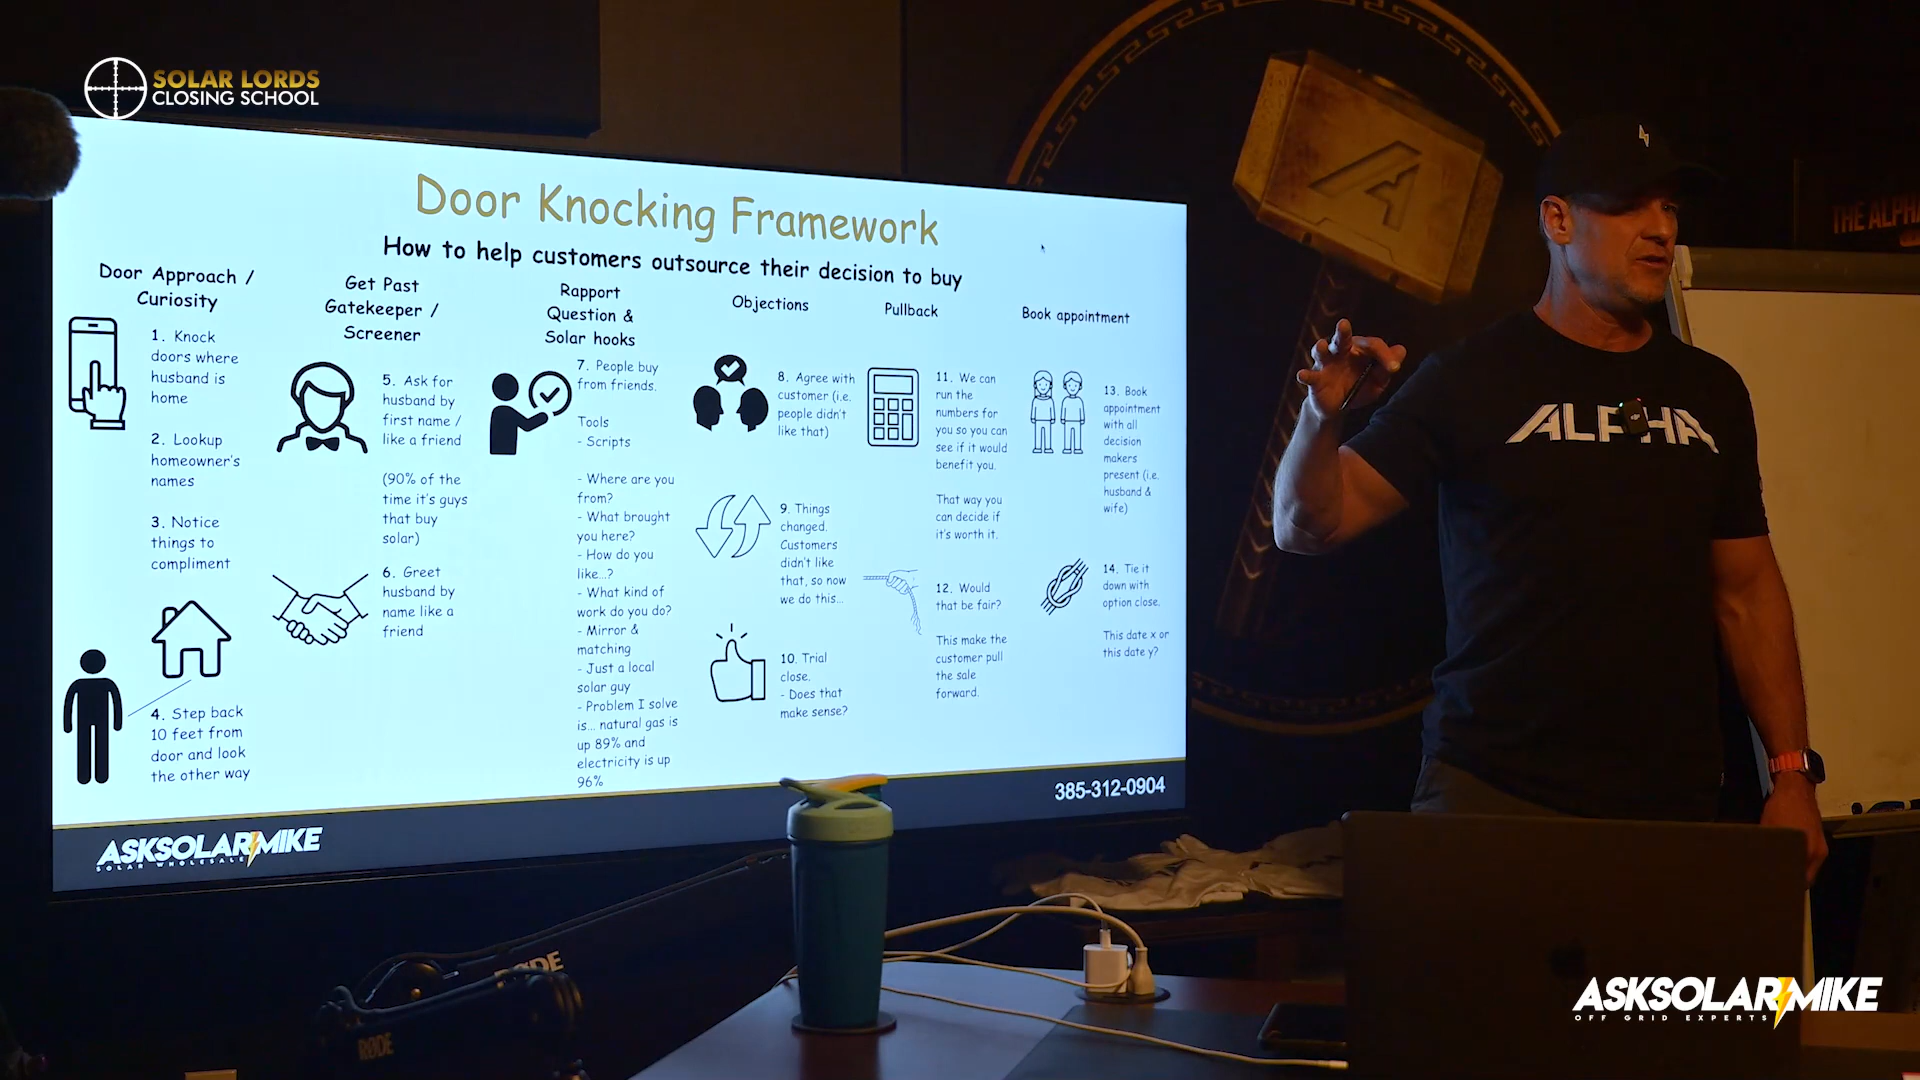 SOLAR LORDS
CLOSING SCHOOL
Door Knocking Framework
How to help customers outsource their decision to buy
Door Approach /
Curiosity
1. Knock
doors where
husband is
home
2. Lookup
homeowner's
names
3. Notice
things to
compliment
4. Step back
10 feet from
door and look
the other way
Get Past
Gatekeeper /
Screener
5. Ask for
husband by
first name /
like a friend
(90% of the
time it's guys
that buy
solar)
6. Greet
husband by
name like a
friend
Rapport
Question &
Solar hooks
7. People buy
from friends.
Tools
- Scripts
- Where are you
from?
- What brought
you here?
- How do you
like...?
- What kind of
work do you do?
- Mirror &
matching
- Just a local
solar guy
- Problem I solve
is... natural gas is
up 89% and
electricity is up
96%
Objections
8. Agree with
customer (i.e.
people didn't
like that)
9. Things
changed.
Customers
didn't like
that, so now
we do this...
10. Trial
close.
- Does that
make sense?
Pullback
11. We can
run the
numbers for
you so you can
see if it would
benefit you.
That way you
can decide if
it's worth it.
12. Would
that be fair?
This make the
customer pull
the sale
forward.
Book appointment
13. Book
appointment
with all
decision
makers
present (i.e.
husband &
wife)
14. Tie it
down with
option close.
This date x or
this date y?
385-312-0904
ASKSOLARMIKE
SOLAR WHOLESALE
A
THE ALPHA
ALPHA
RØDE
RØDE
ASKSOLARMIKE
OFF GRID EXPERTS